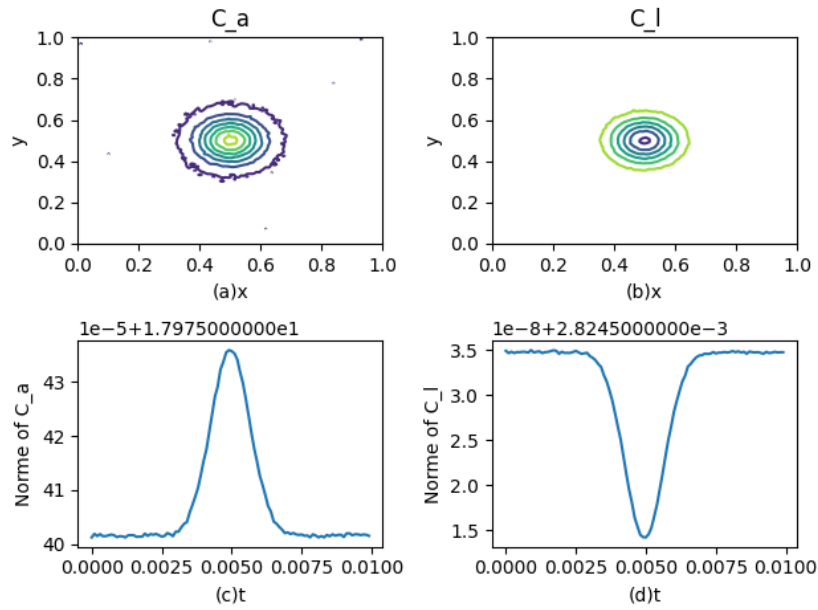 C_a
1.0
0.8
0.6
0.4
0.2
0.0
y
0.0 0.2 0.4 0.6 0.8 1.0
(a)x
C_l
1.0
0.8
0.6
0.4
0.2
0.0
y
0.0 0.2 0.4 0.6 0.8 1.0
(b)x
1e-5+1.7975000000e1
43
42
41
40
Norme of C_a
0.0000 0.0025 0.0050 0.0075 0.0100
(c)t
1e-8+2.8245000000e-3
3.5
3.0
2.5
2.0
1.5
Norme of C_l
0.0000 0.0025 0.0050 0.0075 0.0100
(d)t